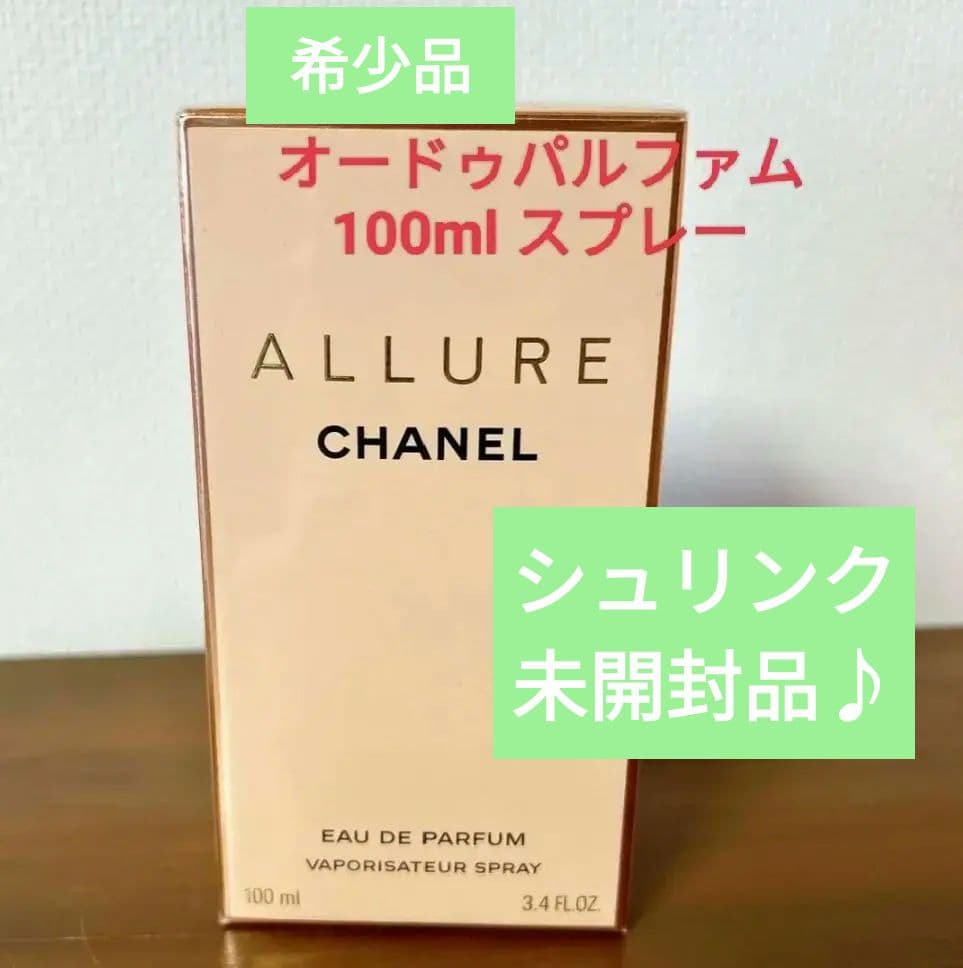 希少品
オードゥパルファム
100ml スプレー
ALLURE
CHANEL
シュリンク
未開封品♪
EAU DE PARFUM
VAPORISATEUR SPRAY
100 ml
3.4 FL.OZ.